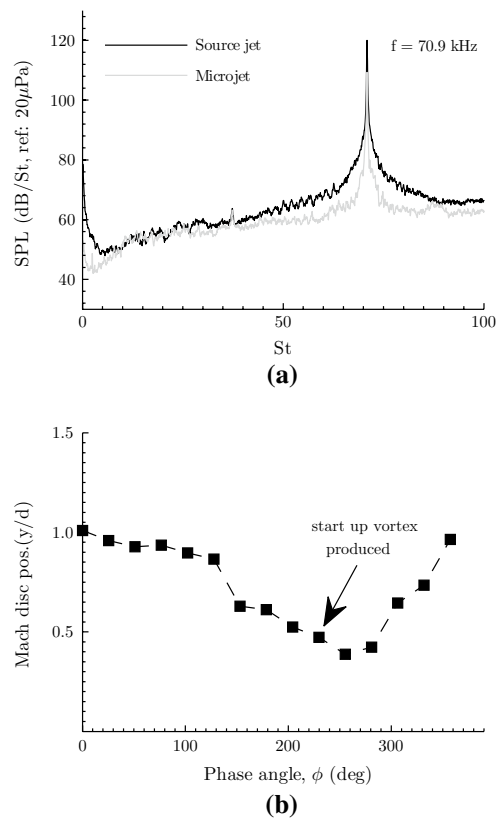 120
Source jet
f = 70.9 kHz
Microjet
100
80
60
40
SPL (dB/St, ref: 20μPa)
0
50
100
St
(a)
1.5
1.0
0.5
Mach disc pos.(y/d)
start up vortex
produced
0
100
200
300
Phase angle, ϕ (deg)
(b)